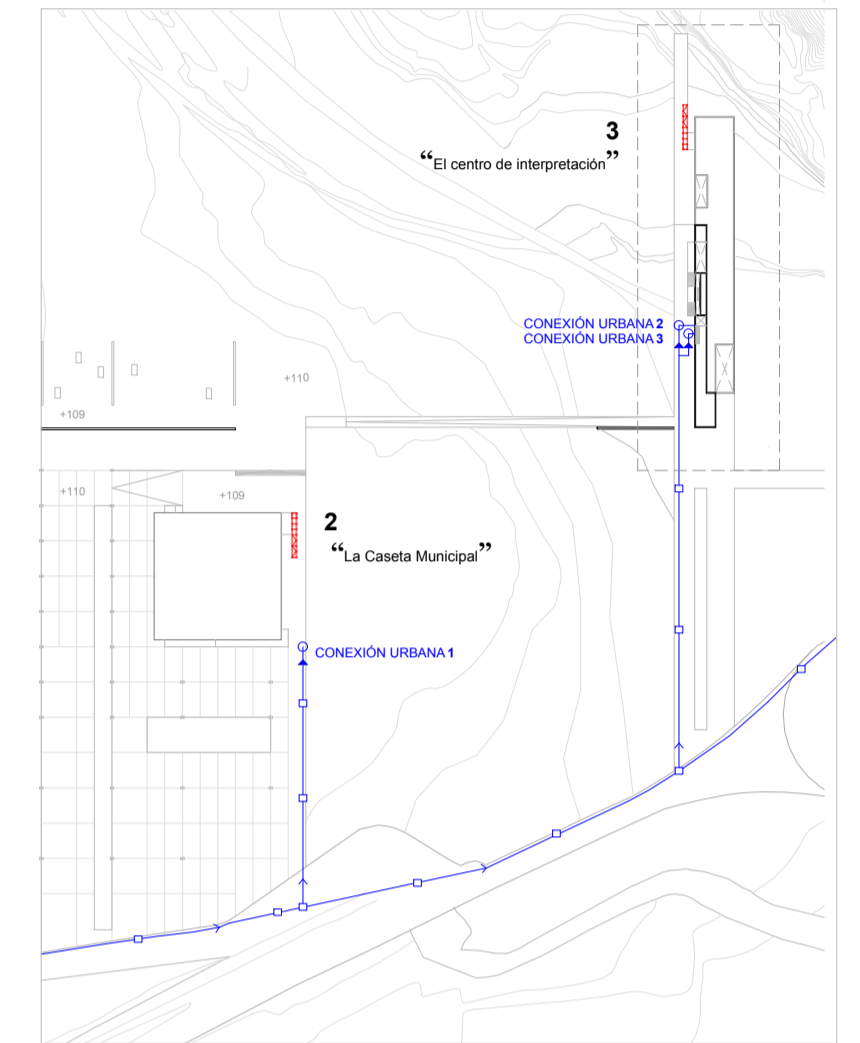 3
“El centro de interpretación”
CONEXIÓN URBANA 2
CONEXIÓN URBANA 3
+110
+109
+110
+109
2
“La Caseta Municipal”
CONEXIÓN URBANA 1